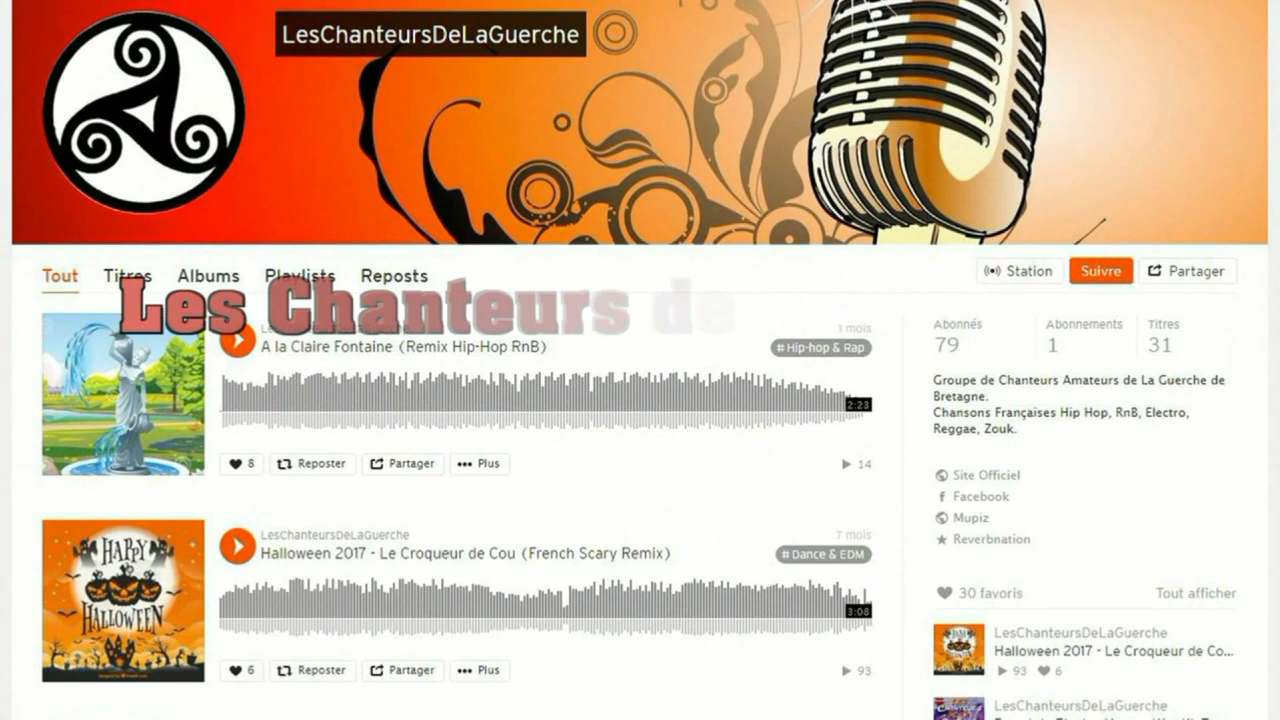 LesChanteursDeLaGuerche
Tout Titres Albums Playlists Reposts
Station Suivre Partager
Les Chanteurs de
1 mois
A la Claire Fontaine (Remix Hip-Hop RnB)
# Hip-hop & Rap
2:23
8 Reposter Partager Plus
14
HAPPY
HALLOWEEN
LesChanteursDeLaGuerche
7 mois
Halloween 2017 - Le Croqueur de Cou (French Scary Remix)
# Dance & EDM
3:08
6 Reposter Partager Plus
93
Abonnés Abonnements Titres
79 1 31
Groupe de Chanteurs Amateurs de La Guerche de
Bretagne.
Chansons Françaises Hip Hop, RnB, Electro,
Reggae, Zouk.
Site Officiel
Facebook
Mupiz
Reverbnation
30 favoris Tout afficher
LesChanteursDeLaGuerche
Halloween 2017 - Le Croqueur de Co...
93 6
LesChanteursDeLaGuerche